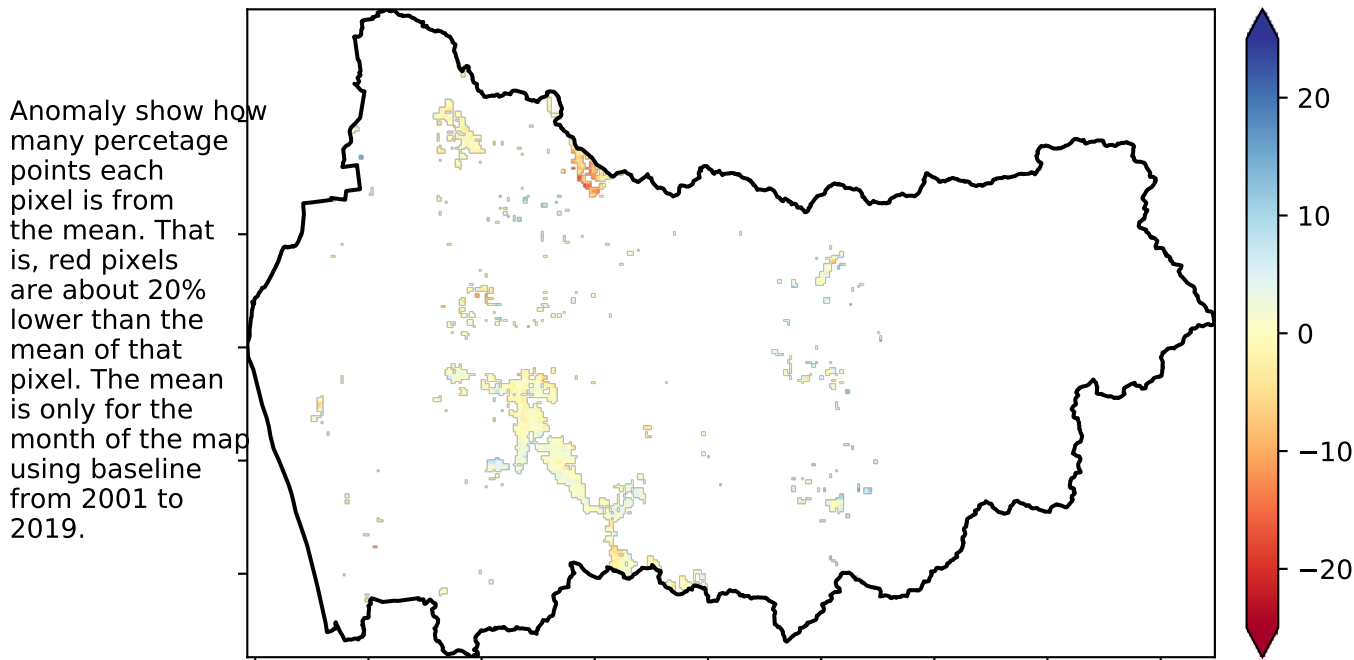 Anomaly show how
many percetage
points each
pixel is from
the mean. That
is, red pixels
are about 20%
lower than the
mean of that
pixel. The mean
is only for the
month of the map
using baseline
from 2001 to
2019.
20
10
0
−10
−20